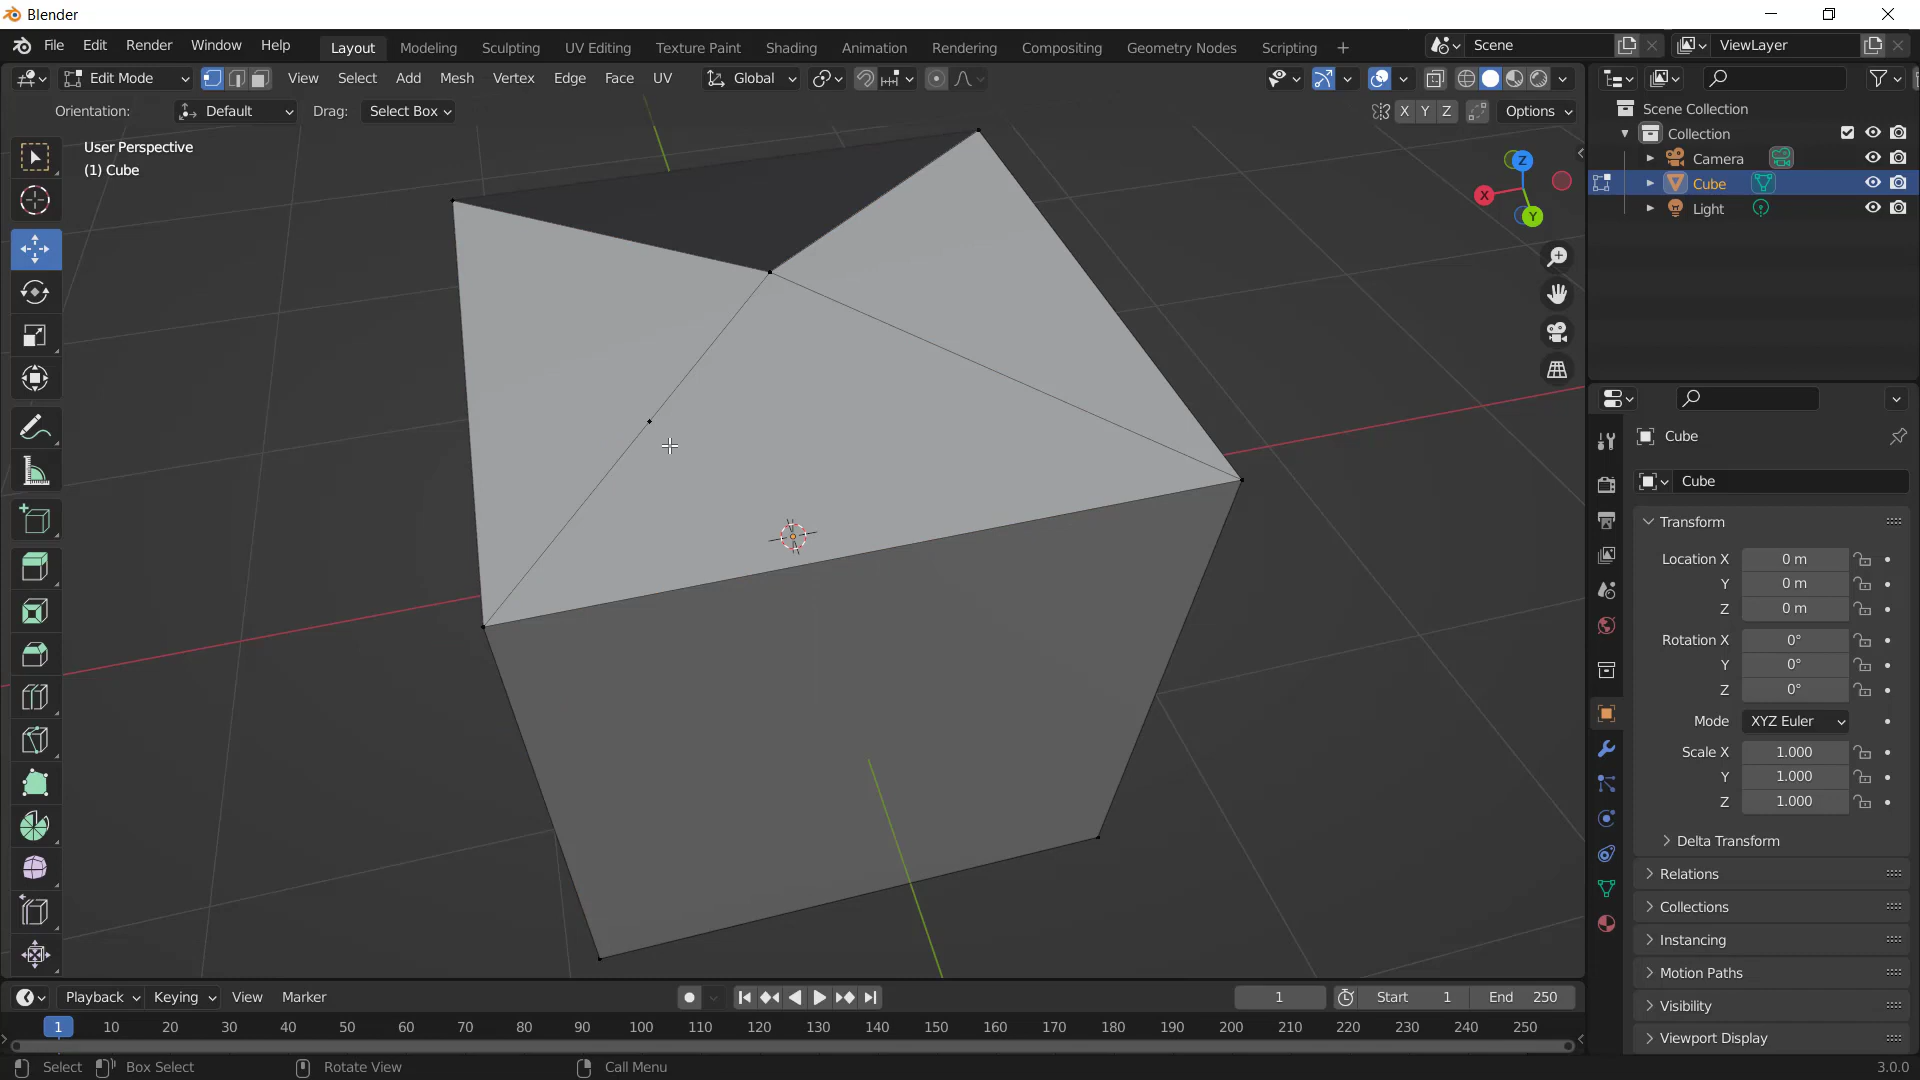 Blender
File Edit Render Window Help Layout Modeling Sculpting UV Editing Texture Paint Shading Animation Rendering Compositing Geometry Nodes Scripting + Scene ViewLayer
Edit Mode View Select Add Mesh Vertex Edge Face UV Global
Orientation: Default Drag: Select Box X Y Z Options
User Perspective
(1) Cube
Z
X
Y
Scene Collection
Collection
Camera
Cube
Light
Cube
Cube
Transform
Location X 0 m
Y 0 m
Z 0 m
Rotation X 0°
Y 0°
Z 0°
Mode XYZ Euler
Scale X 1.000
Y 1.000
Z 1.000
Delta Transform
Relations
Collections
Instancing
Motion Paths
Visibility
Viewport Display
Playback Keying View Marker 1 Start 1 End 250
1 10 20 30 40 50 60 70 80 90 100 110 120 130 140 150 160 170 180 190 200 210 220 230 240 250
Select Box Select Rotate View Call Menu 3.0.0